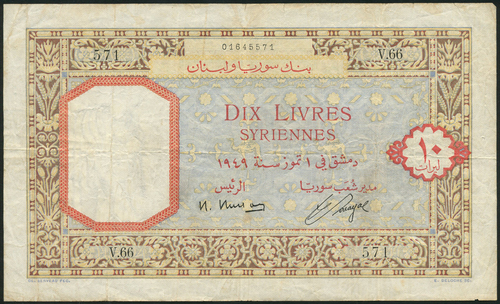 01645571
571 V.66
بنك سوريا ولبنان
DIX LIVRES
SYRIENNES
دمشق في ١ تموز سنة ١٩٤٩
١٠
ليرات
الرئيس مدير شعب سوريا
V.66 571